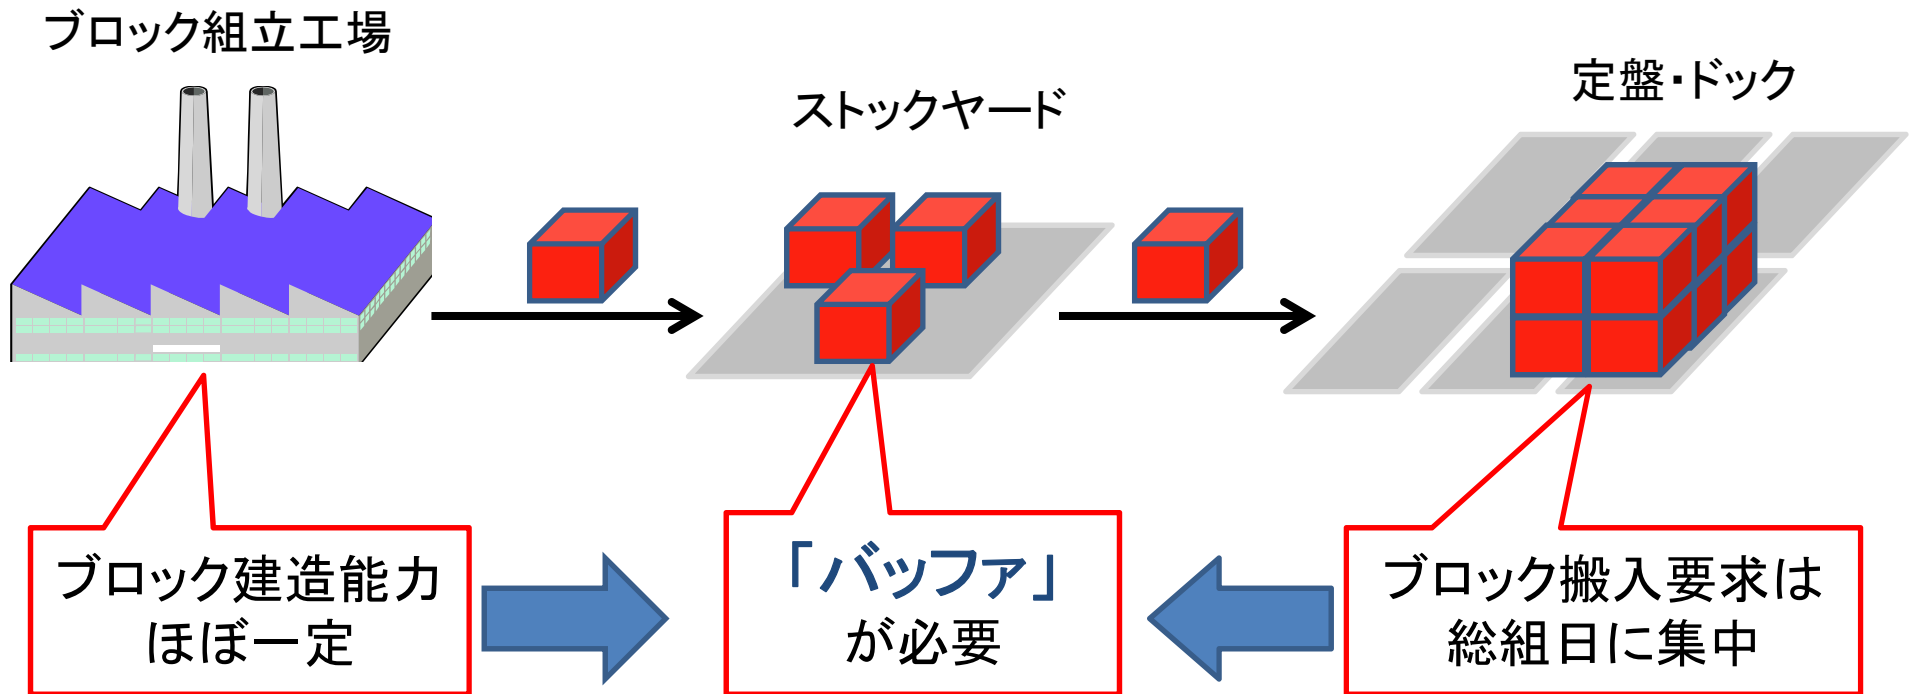 ブロック組立工場
ストックヤード
定盤・ドック
ブロック建造能力
ほぼ一定
「バッファ」
が必要
ブロック搬入要求は
総組日に集中